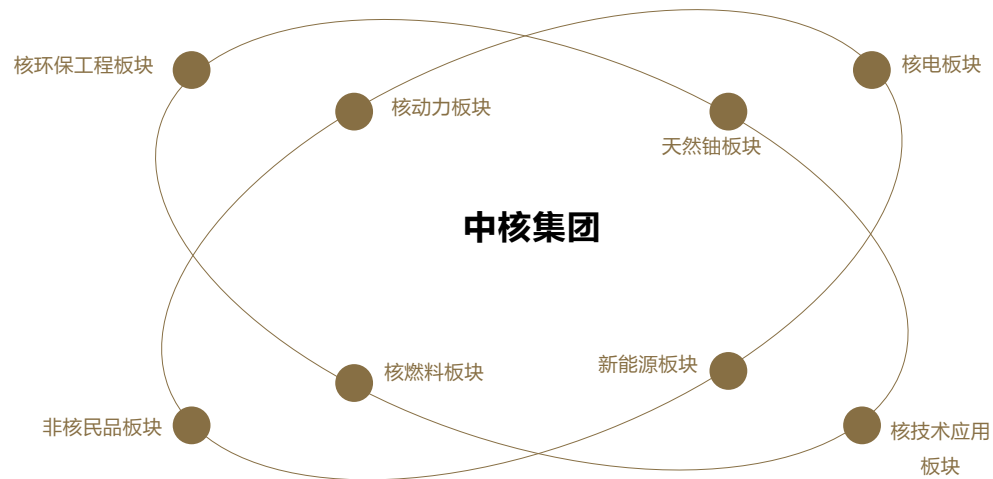 核环保工程板块
核电板块
核动力板块
天然铀板块
中核集团
新能源板块
核燃料板块
非核民品板块
核技术应用
板块